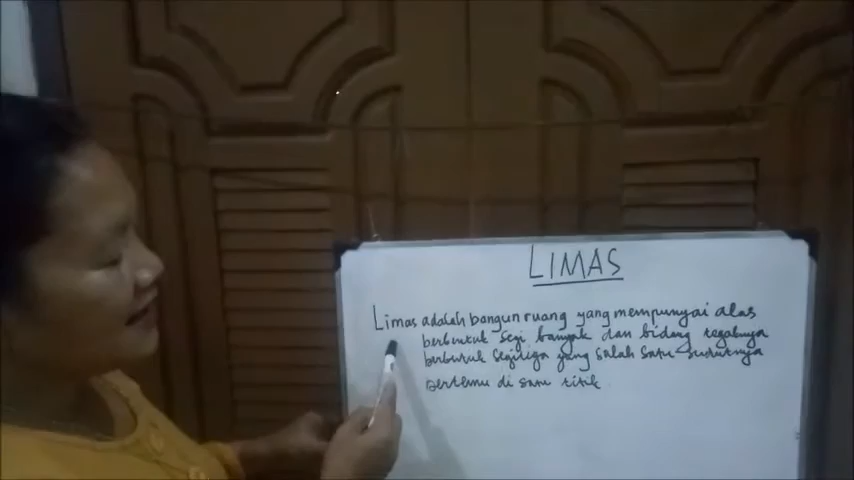 LIMAS
Limas adalah bangun ruang yang mempunyai alas
berbentuk segi banyak dan bidang tegaknya
berbentuk segitiga yang salah satu sudutnya
bertemu di satu titik